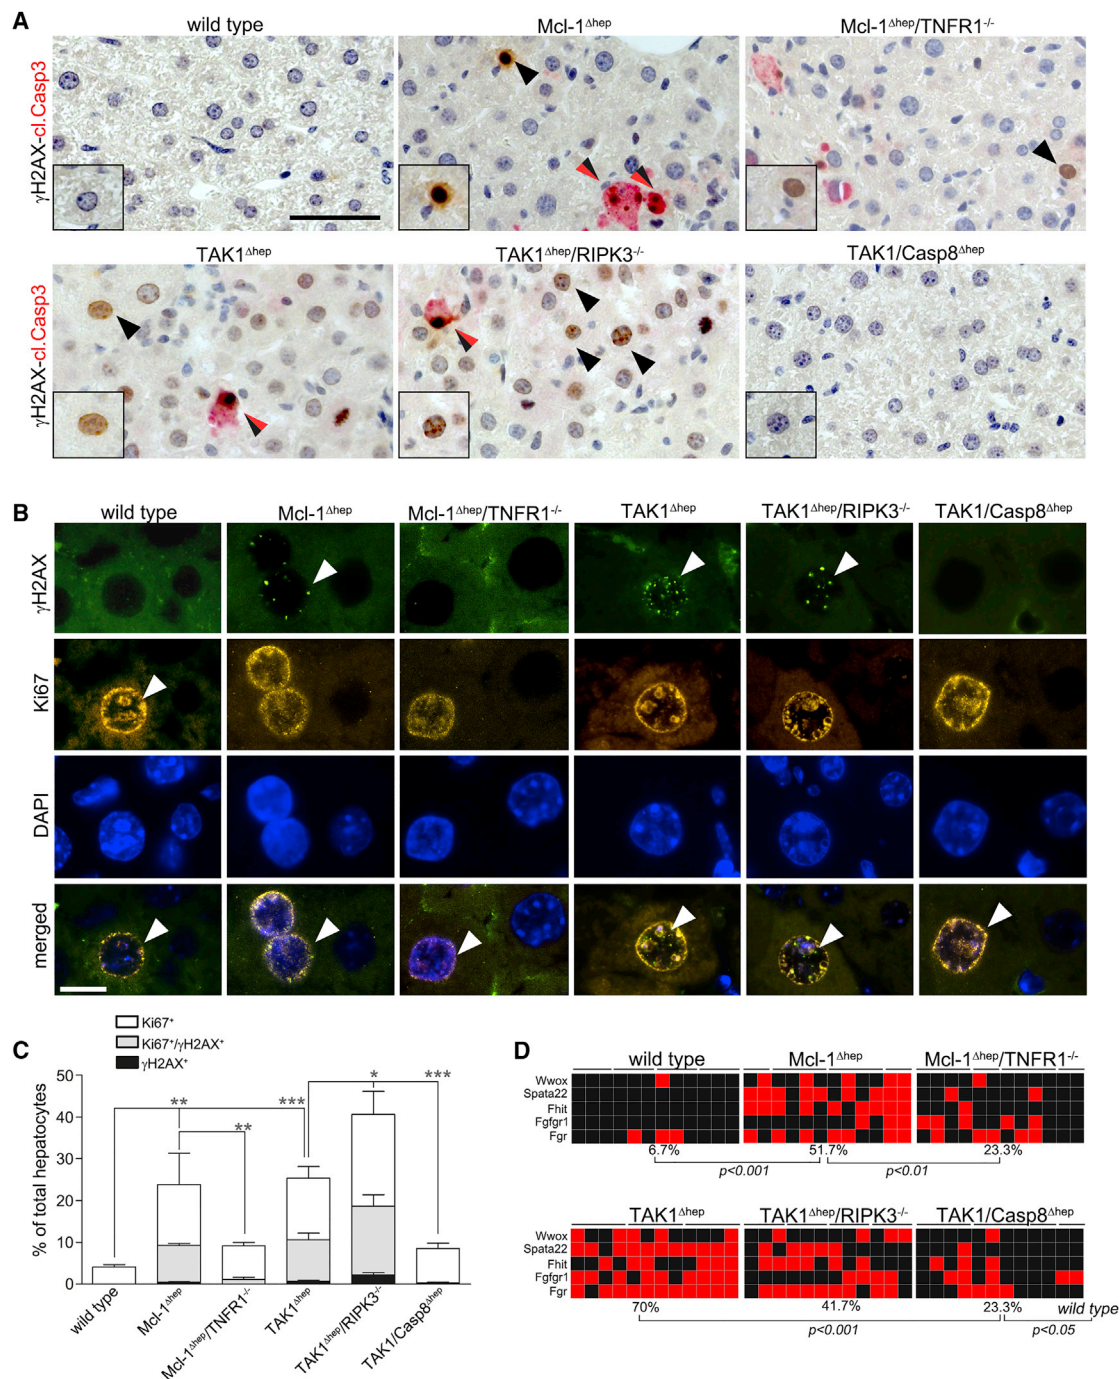 A
wild type
Mcl-1Δhep
Mcl-1Δhep/TNFR1-/-
γH2AX-cl.Casp3
TAK1Δhep
TAK1Δhep/RIPK3-/-
TAK1/Casp8Δhep
γH2AX-cl.Casp3
B
wild type
Mcl-1Δhep
Mcl-1Δhep/TNFR1-/-
TAK1Δhep
TAK1Δhep/RIPK3-/-
TAK1/Casp8Δhep
γH2AX
Ki67
DAPI
merged
C
Ki67+
Ki67+/γH2AX+
γH2AX+
% of total hepatocytes
50
40
30
20
10
0
**
**
***
*
***
wild type
Mcl-1Δhep
Mcl-1Δhep/TNFR1-/-
TAK1Δhep
TAK1Δhep/RIPK3-/-
TAK1/Casp8Δhep
D
wild type
Mcl-1Δhep
Mcl-1Δhep/TNFR1-/-
Wwox
Spata22
Fhit
Fgfgr1
Fgr
6.7%
51.7%
23.3%
p<0.001
p<0.01
TAK1Δhep
TAK1Δhep/RIPK3-/-
TAK1/Casp8Δhep
Wwox
Spata22
Fhit
Fgfgr1
Fgr
70%
41.7%
23.3%
wild type
p<0.001
p<0.05